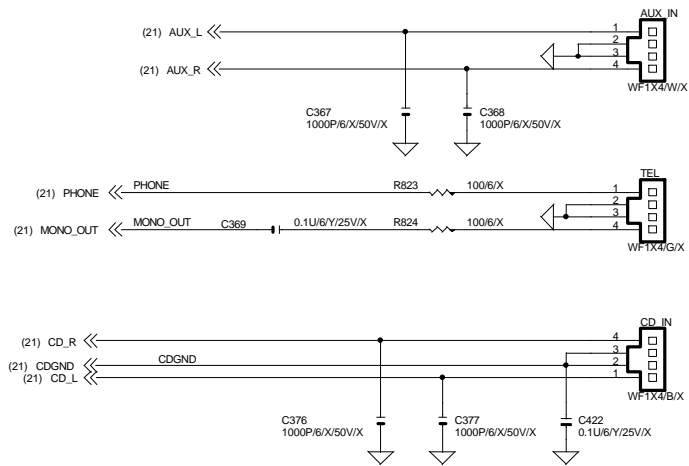 AUX_IN
(21) AUX_L
1
2
3
(21) AUX_R
4
WF1X4/W/X
C367
1000P/6/X/50V/X
C368
1000P/6/X/50V/X
TEL
(21) PHONE
PHONE
R823
100/6/X
1
2
3
(21) MONO_OUT
MONO_OUT
C369
0.1U/6/Y/25V/X
R824
100/6/X
4
WF1X4/G/X
CD_IN
(21) CD_R
4
3
(21) CDGND
CDGND
2
(21) CD_L
1
WF1X4/B/X
C376
1000P/6/X/50V/X
C377
1000P/6/X/50V/X
C422
0.1U/6/Y/25V/X